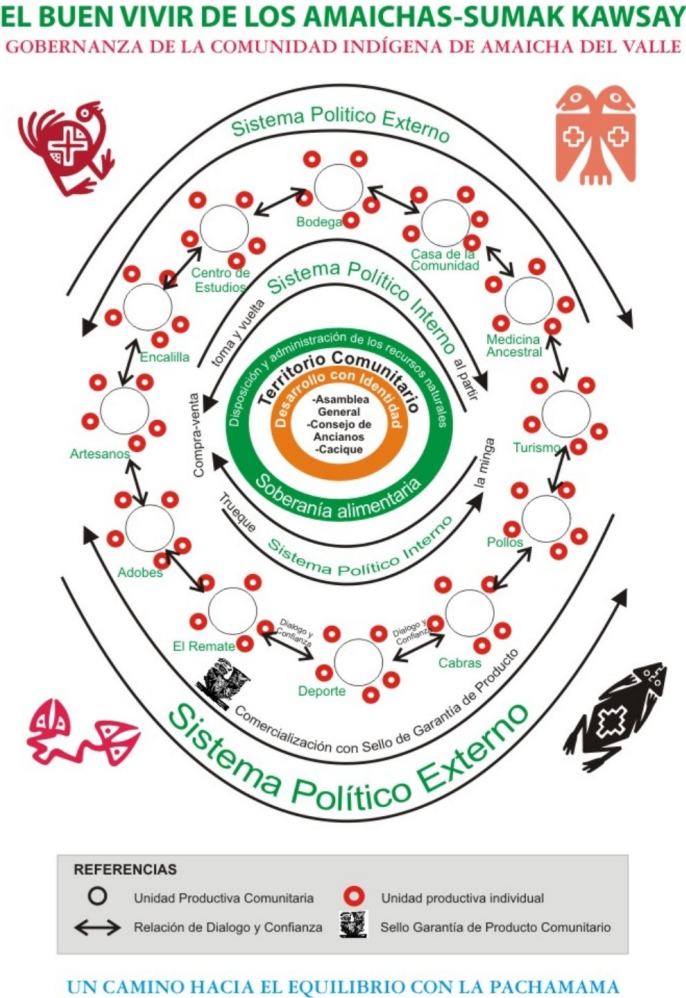 EL BUEN VIVIR DE LOS AMAICHAS-SUMAK KAWSAY
GOBERNANZA DE LA COMUNIDAD INDÍGENA DE AMAICHA DEL VALLE
Sistema Politico Externo
Bodega
Casa de la
Comunidad
Centro de
Estudios
Sistema Político Interno
Medicina
Ancestral
Encalilla
torna y vuelta
al partir
Disposición y administración de los recursos naturales
Territorio Comunitario
Desarrollo con Identidad
-Asamblea
General
-Consejo de
Ancianos
-Cacique
Soberanía alimentaria
Compra-venta
Artesanos
Turismo
la minga
Trueque
Sistema Político Interno
Pollos
Adobes
El Remate
Dialogo y
Confianza
Dialogo y
Confianza
Cabras
Deporte
Comercialización con Sello de Garantía de Producto
Sistema Político Externo
REFERENCIAS
Unidad Productiva Comunitaria
Unidad productiva individual
Relación de Dialogo y Confianza
Sello Garantía de Producto Comunitario
UN CAMINO HACIA EL EQUILIBRIO CON LA PACHAMAMA